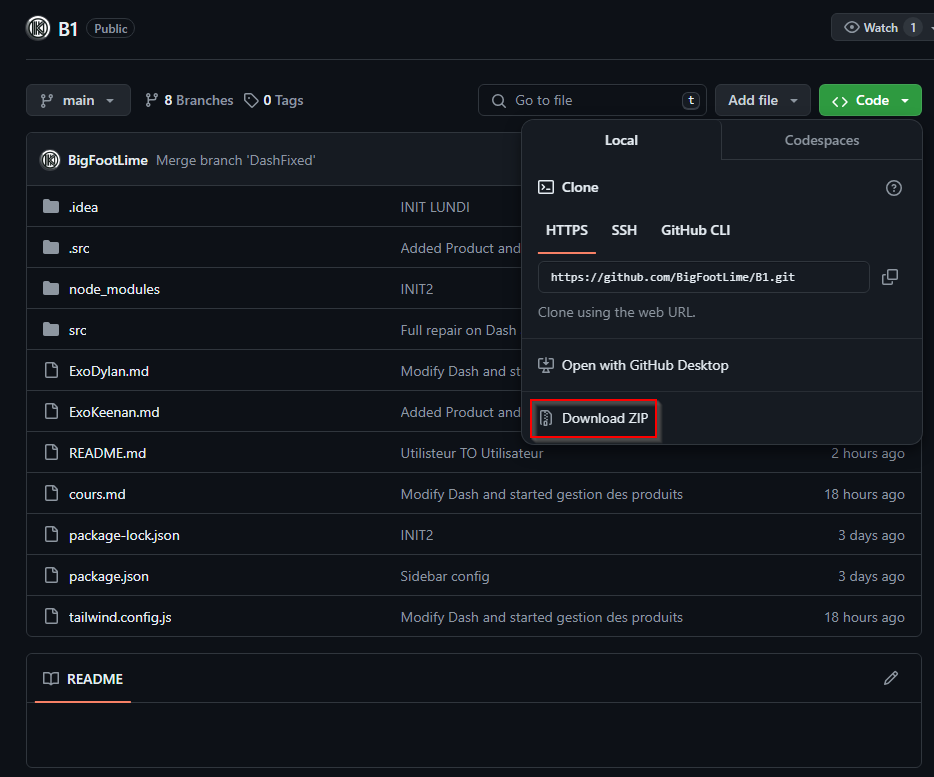 B1 Public Watch 1
main 8 Branches 0 Tags Go to file t Add file Code
BigFootLime Merge branch 'DashFixed'
Local Codespaces
Clone
HTTPS SSH GitHub CLI
https://github.com/BigFootLime/B1.git
Clone using the web URL.
Open with GitHub Desktop
Download ZIP
.idea INIT LUNDI
.src Added Product and
node_modules INIT2
src Full repair on Dash
ExoDylan.md Modify Dash and st
ExoKeenan.md Added Product and
README.md Utilisteur TO Utilisateur 2 hours ago
cours.md Modify Dash and started gestion des produits 18 hours ago
package-lock.json INIT2 3 days ago
package.json Sidebar config 3 days ago
tailwind.config.js Modify Dash and started gestion des produits 18 hours ago
README